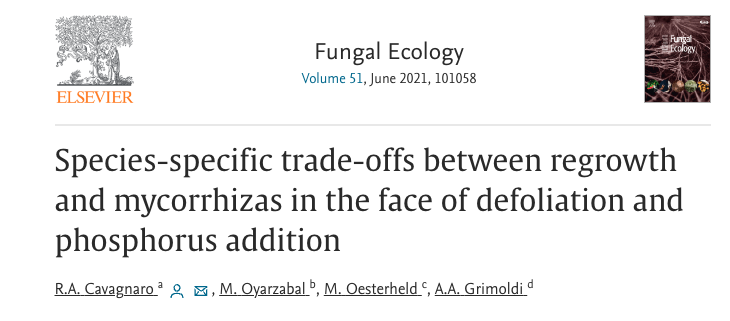 Fungal Ecology
Volume 51, June 2021, 101058
Fungal
Ecology
ELSEVIER
Species-specific trade-offs between regrowth
and mycorrhizas in the face of defoliation and
phosphorus addition
R.A. Cavagnaro a, M. Oyarzabal b, M. Oesterheld c, A.A. Grimoldi d